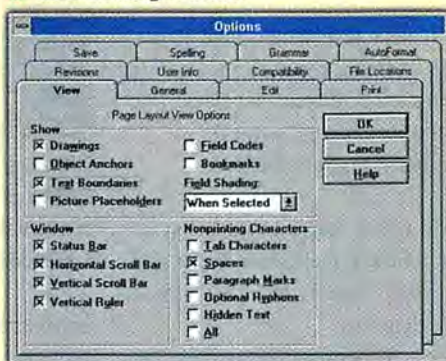 Options
Save Spelling Grammar AutoFormat
Revisions User Info Compatibility File Locations
View General Edit Print
Page Layout View Options
Show
Drawings Field Codes
Object Anchors Bookmarks
Text Boundaries Field Shading:
Picture Placeholders When Selected
OK
Cancel
Help
Window Nonprinting Characters
Status Bar Tab Characters
Horizontal Scroll Bar Spaces
Vertical Scroll Bar Paragraph Marks
Vertical Ruler Optional Hyphens
Hidden Text
All